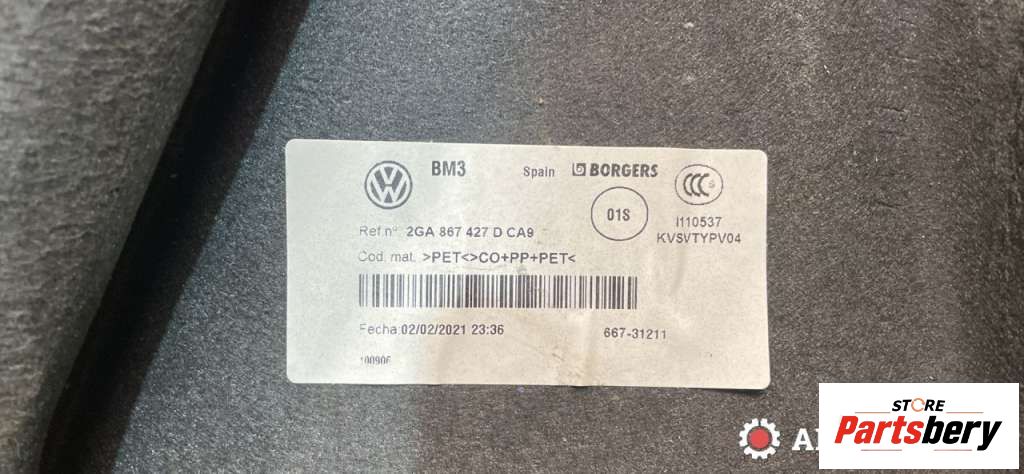 BM3 Spain BORGERS
Ref nº. 2GA 867 427 D CA9
01S
I110537
KVSVTYPV04
Cod. mat. >PET<>CO+PP+PET<
Fecha:02/02/2021 23:36 667-31211
100906
STORE
Partsbery